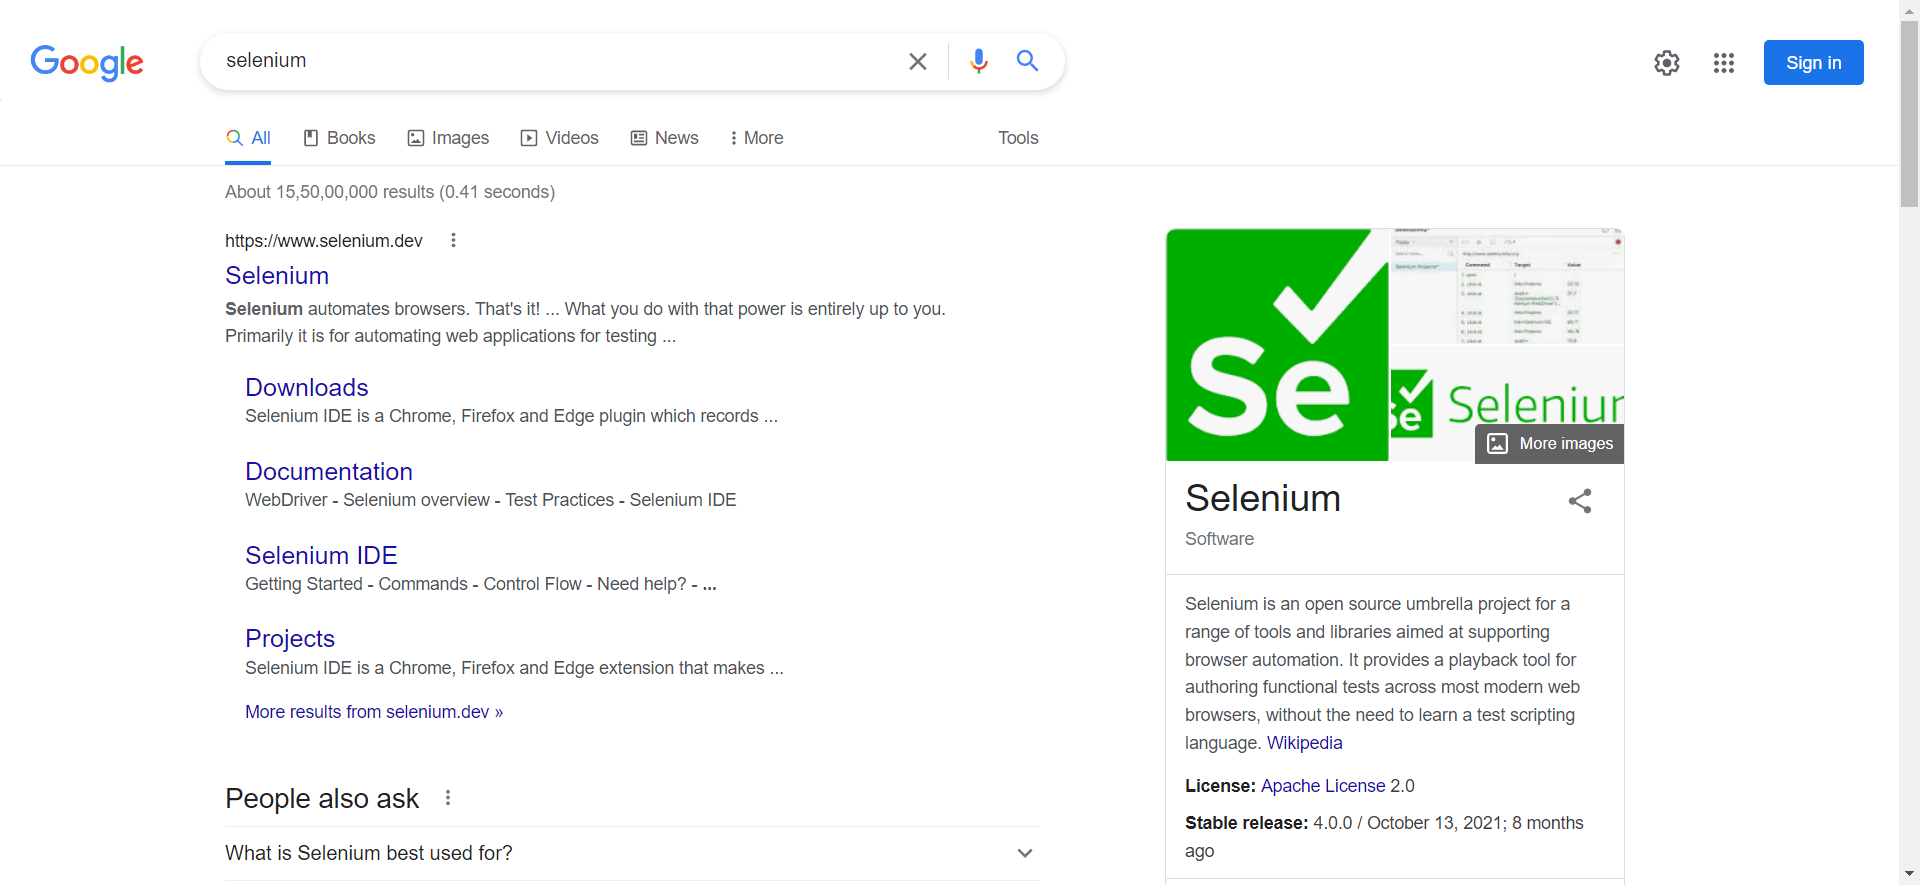 Google
selenium
Sign in
All Books Images Videos News More Tools
About 15,50,00,000 results (0.41 seconds)
https://www.selenium.dev
Selenium
Selenium automates browsers. That's it! ... What you do with that power is entirely up to you.
Primarily it is for automating web applications for testing ...
Downloads
Selenium IDE is a Chrome, Firefox and Edge plugin which records ...
Documentation
WebDriver - Selenium overview - Test Practices - Selenium IDE
Selenium IDE
Getting Started - Commands - Control Flow - Need help? - ...
Projects
Selenium IDE is a Chrome, Firefox and Edge extension that makes ...
More results from selenium.dev »
People also ask
What is Selenium best used for?
Se
Command Target Value
Se Selenium
More images
Selenium
Software
Selenium is an open source umbrella project for a
range of tools and libraries aimed at supporting
browser automation. It provides a playback tool for
authoring functional tests across most modern web
browsers, without the need to learn a test scripting
language. Wikipedia
License: Apache License 2.0
Stable release: 4.0.0 / October 13, 2021; 8 months
ago